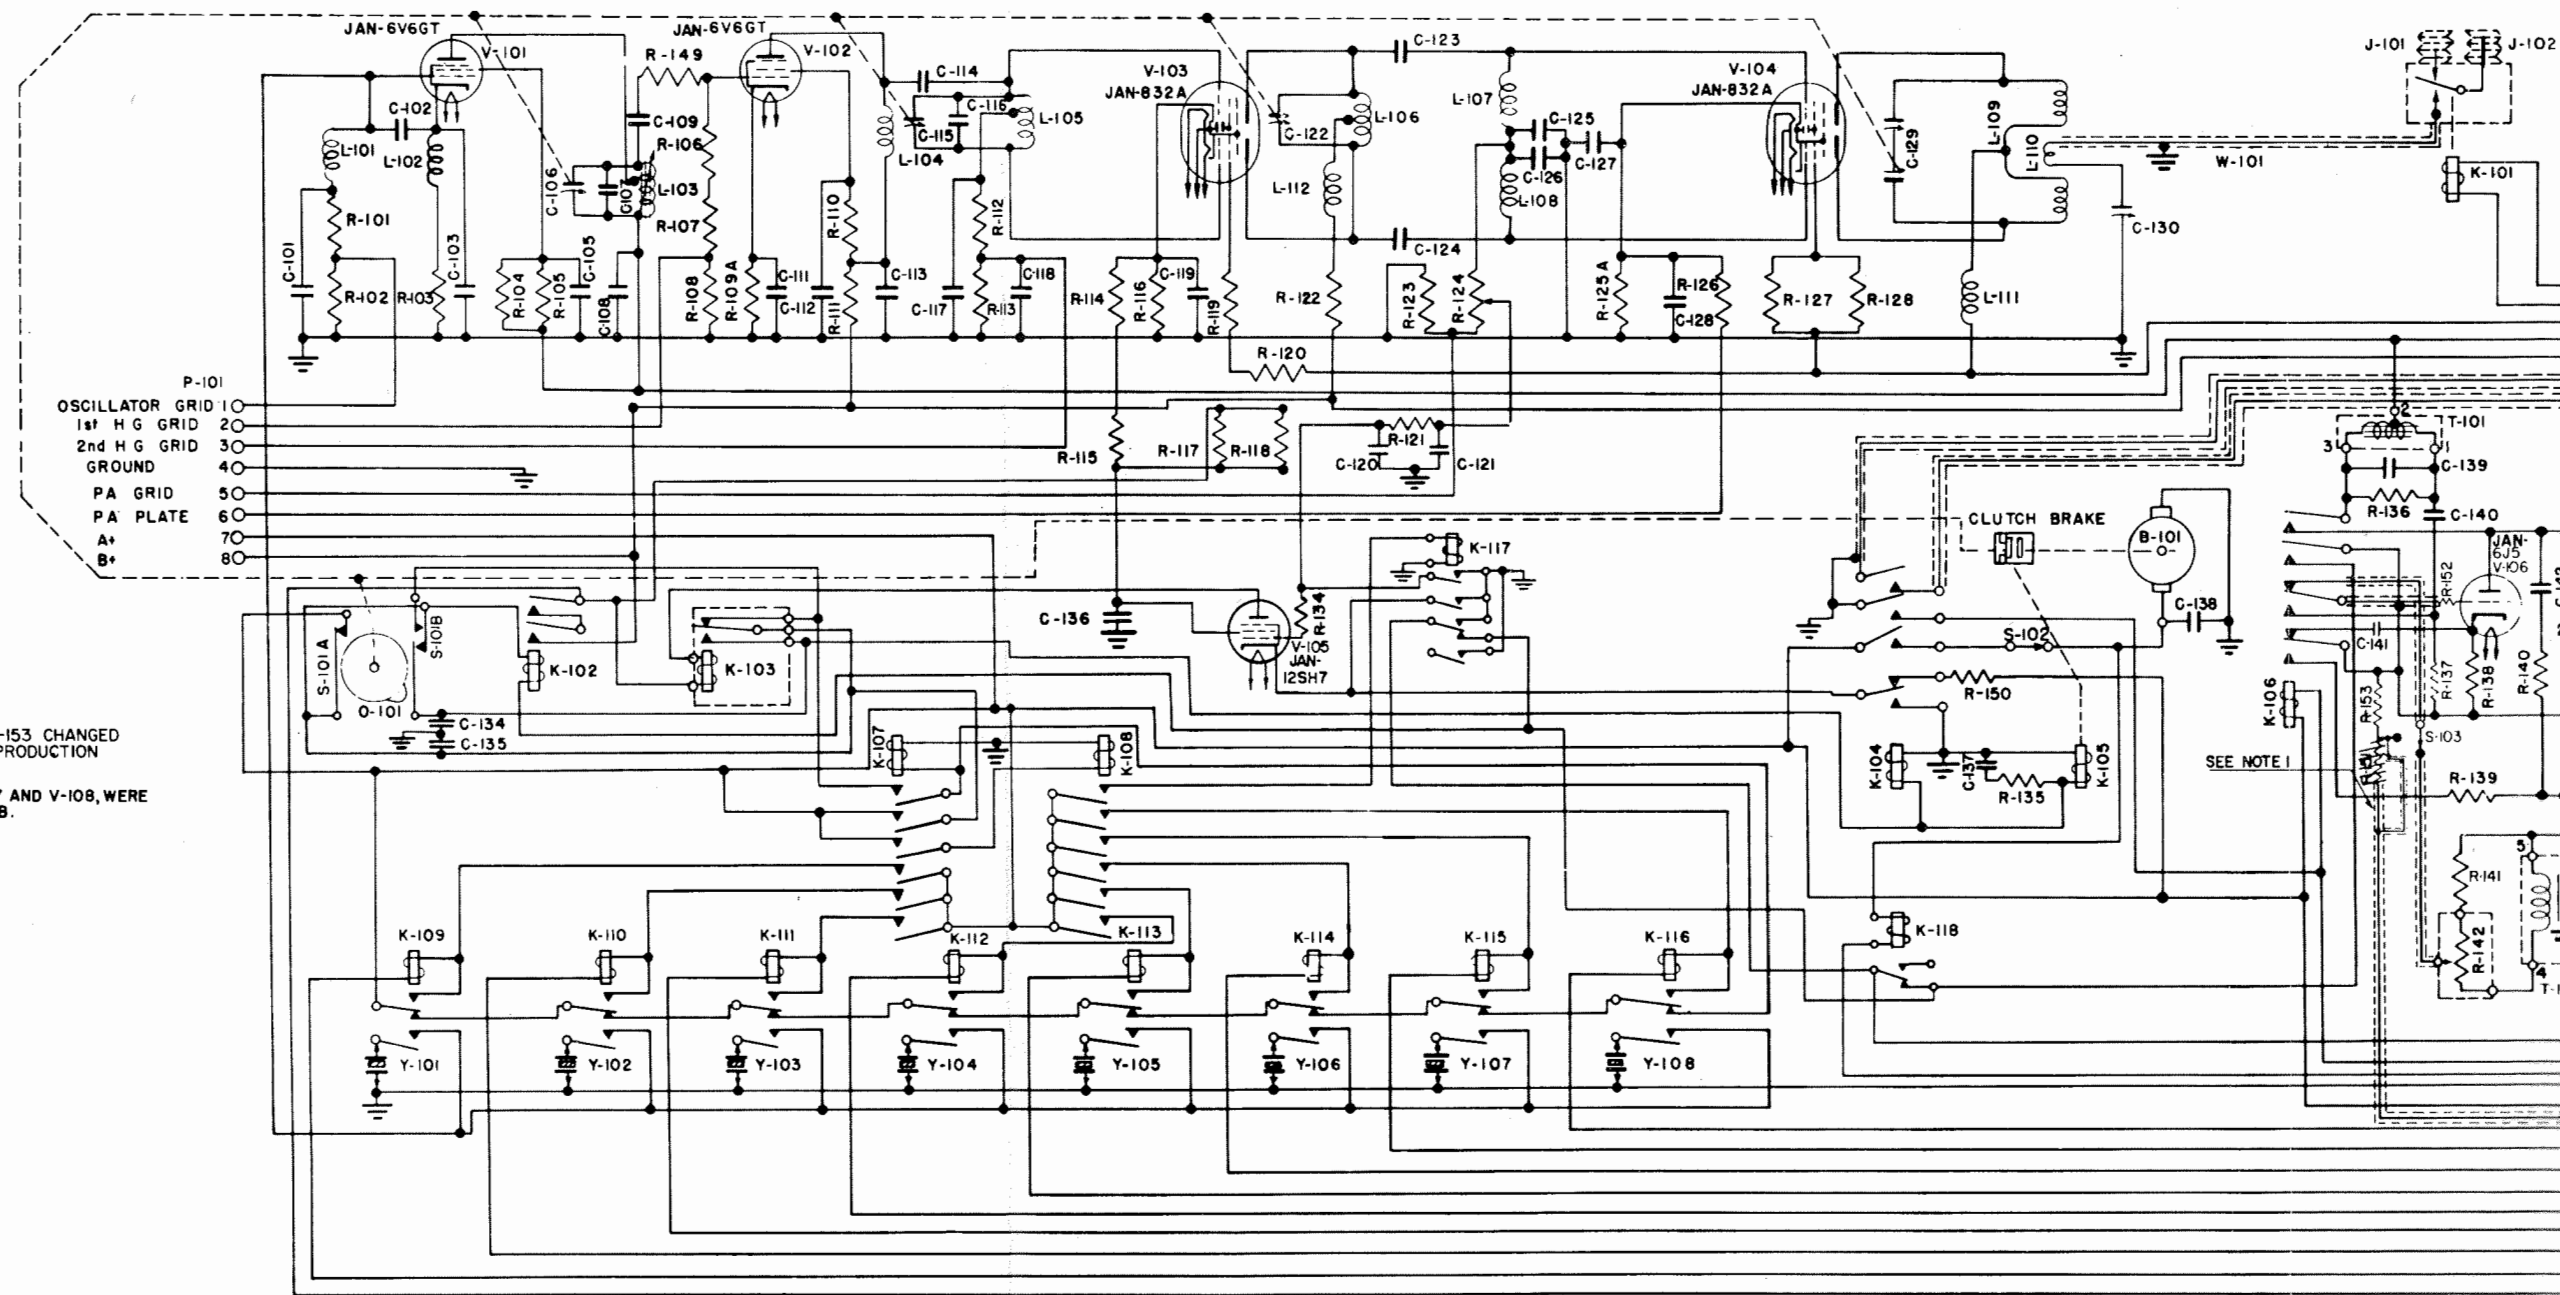 JAN-6V6GT
V-101
JAN-6V6GT
V-102
R-149
C-102
L-101
L-102
C-101
R-101
R-102
R-103
C-103
R-104
R-105
C-105
C-106
C-107
C-108
C-109
R-106
L-103
R-107
R-108
R-109A
C-111
C-112
R-110
R-111
C-113
L-104
C-114
C-115
C-116
L-105
R-112
C-117
R-113
C-118
V-103
JAN-832A
R-114
R-116
C-119
R-119
C-122
L-106
L-112
R-122
R-120
C-123
C-124
L-107
L-108
C-125
C-126
C-127
R-123
R-124
R-125A
R-126
C-128
V-104
JAN-832A
R-127
R-128
C-129
L-109
L-110
L-111
C-130
W-101
J-101
J-102
K-101
P-101
OSCILLATOR GRID 1
1st H G GRID 2
2nd H G GRID 3
GROUND 4
PA GRID 5
PA PLATE 6
A+ 7
B+ 8
R-115
R-117
R-118
C-120
R-121
C-121
C-136
V-105
JAN-
12SH7
R-134
K-117
CLUTCH BRAKE
B-101
C-138
S-102
R-150
K-104
C-137
R-135
K-105
2
T-101
3
1
C-139
R-136
C-140
JAN-
6J5
V-106
R-152
C-141
R-137
R-138
R-140
K-106
R-153
S-103
R-151
SEE NOTE 1
R-139
R-141
R-142
5
4
S-101A
S-101B
O-101
C-134
C-135
K-102
K-103
K-107
K-108
-153 CHANGED
PRODUCTION
AND V-108, WERE
B.
K-109
K-110
K-111
K-112
K-113
K-114
K-115
K-116
K-118
Y-101
Y-102
Y-103
Y-104
Y-105
Y-106
Y-107
Y-108